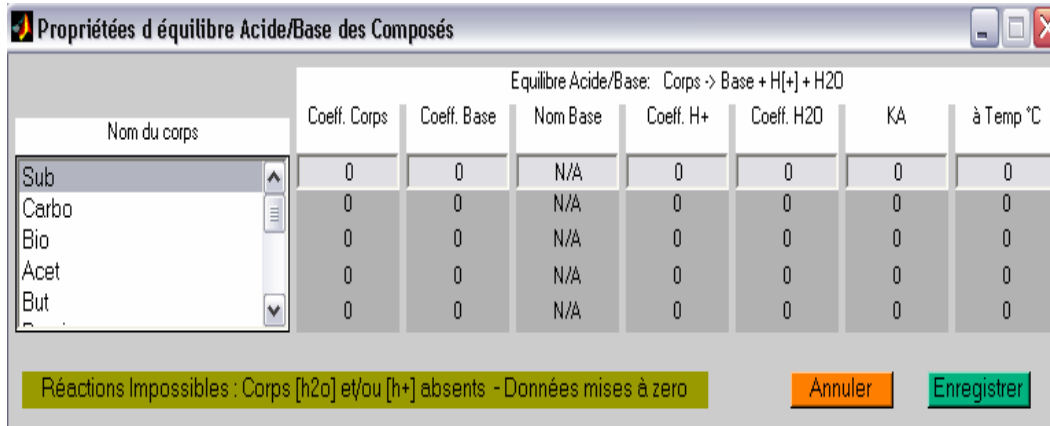 Propriétées d équilibre Acide/Base des Composés
Equilibre Acide/Base: Corps -> Base + H[+] + H2O
Nom du corps Coeff. Corps Coeff. Base Nom Base Coeff. H+ Coeff. H2O KA à Temp °C
Sub 0 0 N/A 0 0 0 0
Carbo 0 0 N/A 0 0 0 0
Bio 0 0 N/A 0 0 0 0
Acet 0 0 N/A 0 0 0 0
But 0 0 N/A 0 0 0 0
Réactions Impossibles : Corps [h2o] et/ou [h+] absents - Données mises à zero
Annuler Enregistrer